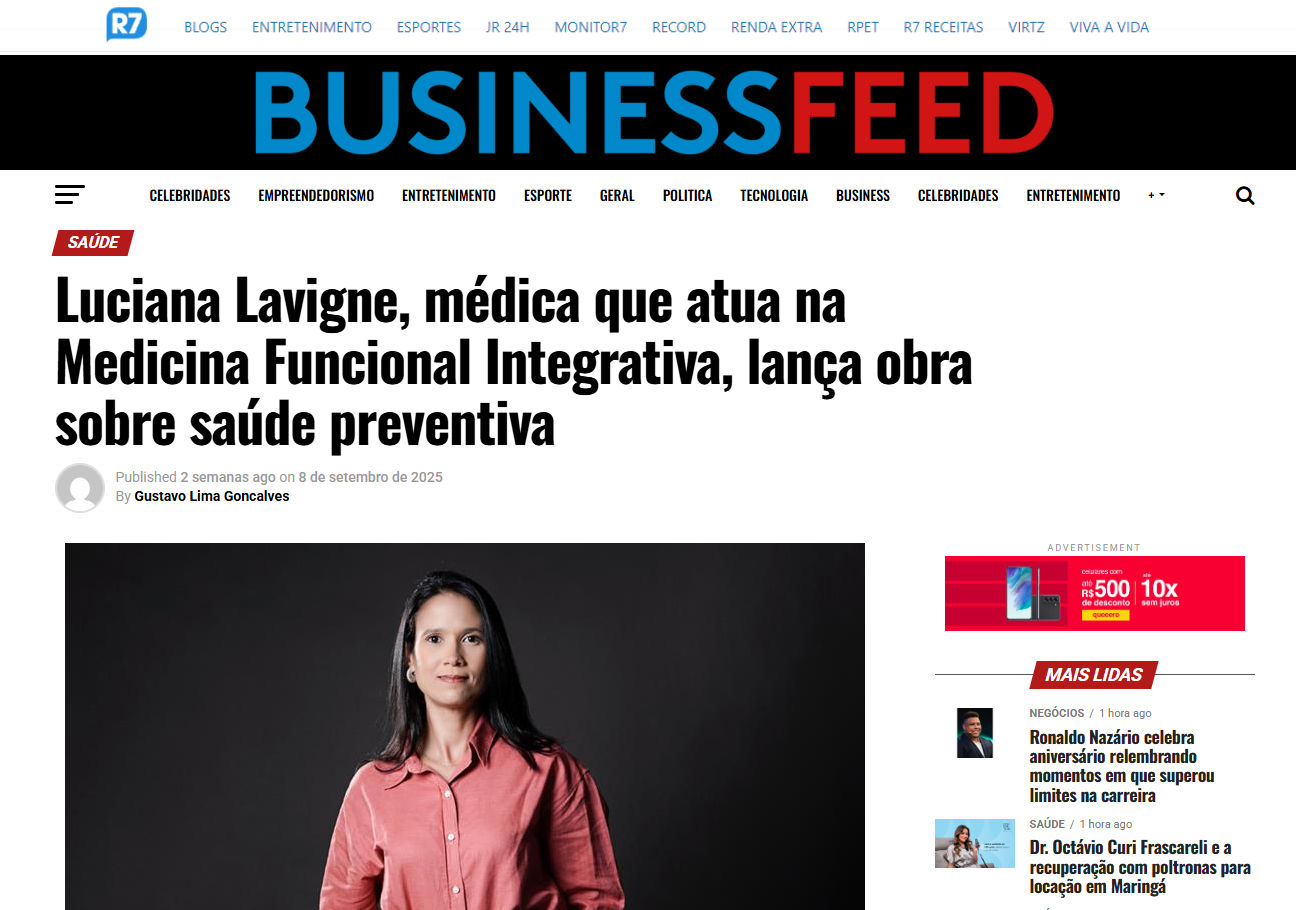 R7
BLOGS ENTRETENIMENTO ESPORTES JR 24H MONITOR7 RECORD RENDA EXTRA RPET R7 RECEITAS VIRTZ VIVA A VIDA
BUSINESSFEED
CELEBRIDADES EMPREENDEDORISMO ENTRETENIMENTO ESPORTE GERAL POLITICA TECNOLOGIA BUSINESS CELEBRIDADES ENTRETENIMENTO +
SAÚDE
Luciana Lavigne, médica que atua na
Medicina Funcional Integrativa, lança obra
sobre saúde preventiva
Published 2 semanas ago on 8 de setembro de 2025
By Gustavo Lima Goncalves
ADVERTISEMENT
celulares com
até
R$500
de desconto
queeero
até
10x
sem juros
MAIS LIDAS
NEGÓCIOS / 1 hora ago
Ronaldo Nazário celebra
aniversário relembrando
momentos em que superou
limites na carreira
SAÚDE / 1 hora ago
Dr. Octávio Curi Frascareli e a
recuperação com poltronas para
locação em Maringá